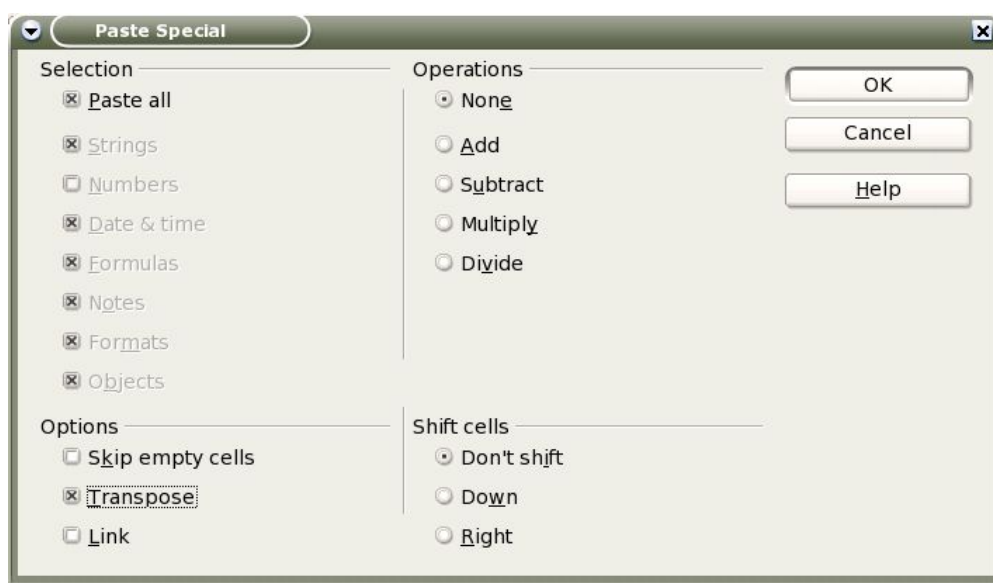 Paste Special
Selection
Paste all
Strings
Numbers
Date & time
Formulas
Notes
Formats
Objects
Operations
None
Add
Subtract
Multiply
Divide
OK
Cancel
Help
Options
Skip empty cells
Transpose
Link
Shift cells
Don't shift
Down
Right